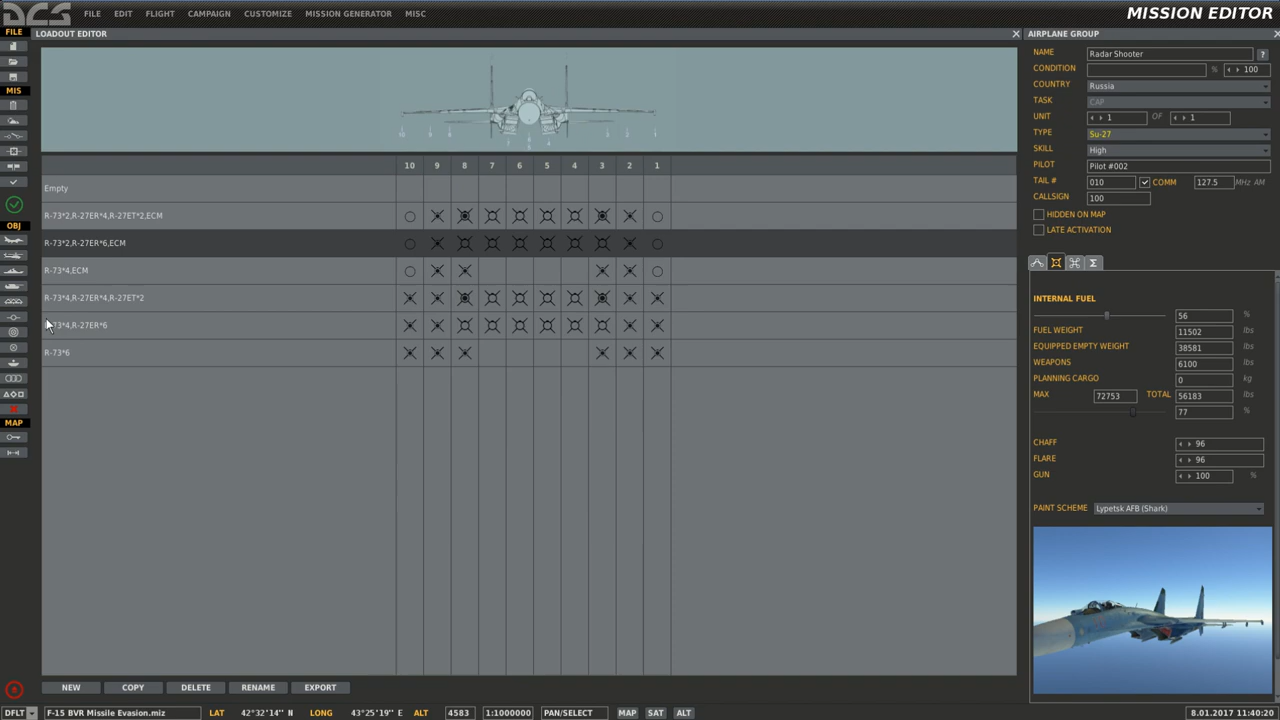 DCS FILE EDIT FLIGHT CAMPAIGN CUSTOMIZE MISSION GENERATOR MISC MISSION EDITOR
FILE LOADOUT EDITOR
MIS
OBJ
MAP
10 9 8 7 6 5 4 3 2 1
Empty
R-73*2,R-27ER*4,R-27ET*2,ECM
R-73*2,R-27ER*6,ECM
R-73*4,ECM
R-73*4,R-27ER*4,R-27ET*2
73*4,R-27ER*6
R-73*6
NEW COPY DELETE RENAME EXPORT
AIRPLANE GROUP
NAME Radar Shooter ?
CONDITION % 100
COUNTRY Russia
TASK CAP
UNIT 1 OF 1
TYPE Su-27
SKILL High
PILOT Pilot #002
TAIL # 010 COMM 127.5 MHz AM
CALLSIGN 100
HIDDEN ON MAP
LATE ACTIVATION
Σ
INTERNAL FUEL
56 %
FUEL WEIGHT 11502 lbs
EQUIPPED EMPTY WEIGHT 38581 lbs
WEAPONS 6100 lbs
PLANNING CARGO 0 kg
MAX 72753 TOTAL 56183 lbs
77 %
CHAFF 96
FLARE 96
GUN 100 %
PAINT SCHEME Lypetsk AFB (Shark)
DFLT F-15 BVR Missile Evasion.miz LAT 42°32'14" N LONG 43°25'19" E ALT 4583 1:1000000 PAN/SELECT MAP SAT ALT 8.01.2017 11:40:20